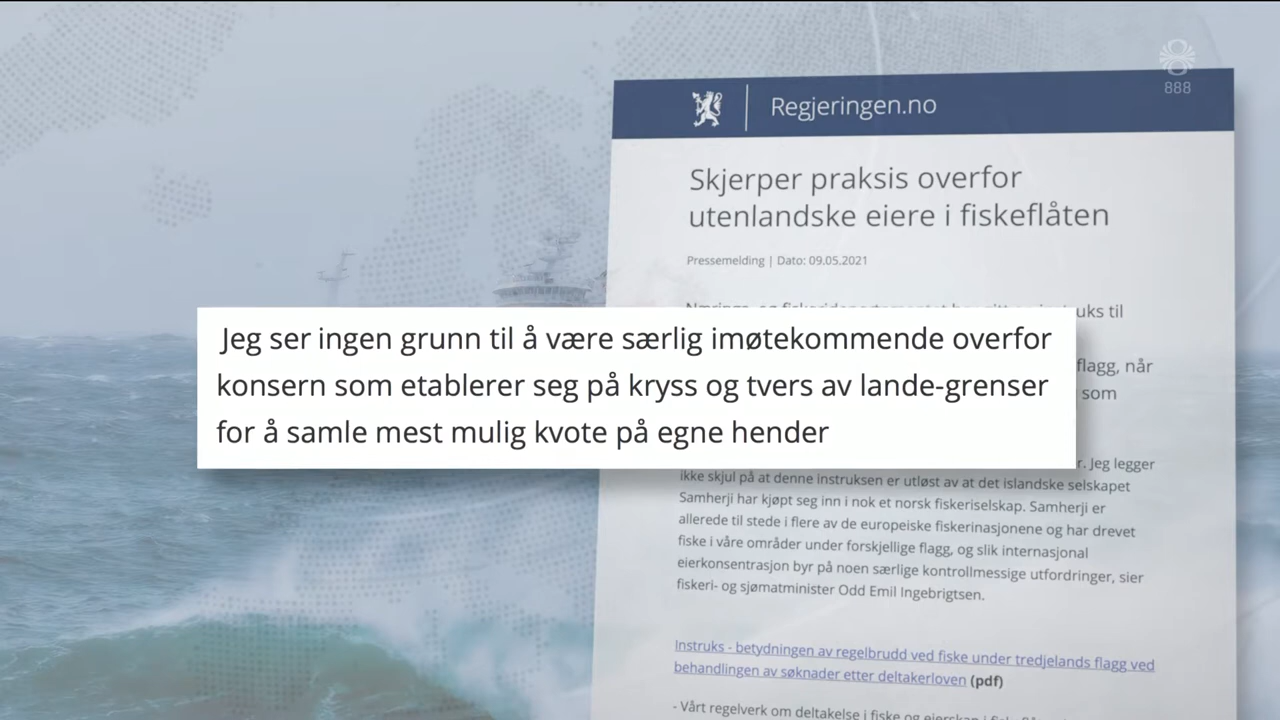 888
Regjeringen.no
Skjerper praksis overfor
utenlandske eiere i fiskeflåten
Pressemelding | Dato: 09.05.2021
uks til
flagg, når
som
Jeg ser ingen grunn til å være særlig imøtekommende overfor
konsern som etablerer seg på kryss og tvers av lande-grenser
for å samle mest mulig kvote på egne hender
r. Jeg legger
ikke skjul på at denne instruksen er utløst av at det islandske selskapet
Samherji har kjøpt seg inn i nok et norsk fiskeriselskap. Samherji er
allerede til stede i flere av de europeiske fiskerinasjonene og har drevet
fiske i våre områder under forskjellige flagg, og slik internasjonal
eierkonsentrasjon byr på noen særlige kontrollmessige utfordringer, sier
fiskeri- og sjømatminister Odd Emil Ingebrigtsen.
Instruks - betydningen av regelbrudd ved fiske under tredjelands flagg ved
behandlingen av søknader etter deltakerloven (pdf)
- Vårt regelverk om deltakelse i fiske og